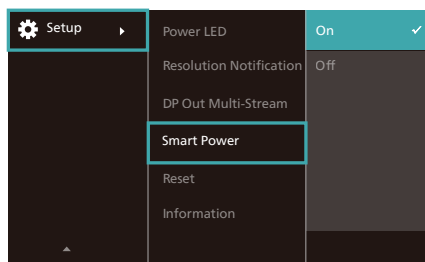 Setup
Power LED
Resolution Notification
DP Out Multi-Stream
Smart Power
Reset
Information
On
Off